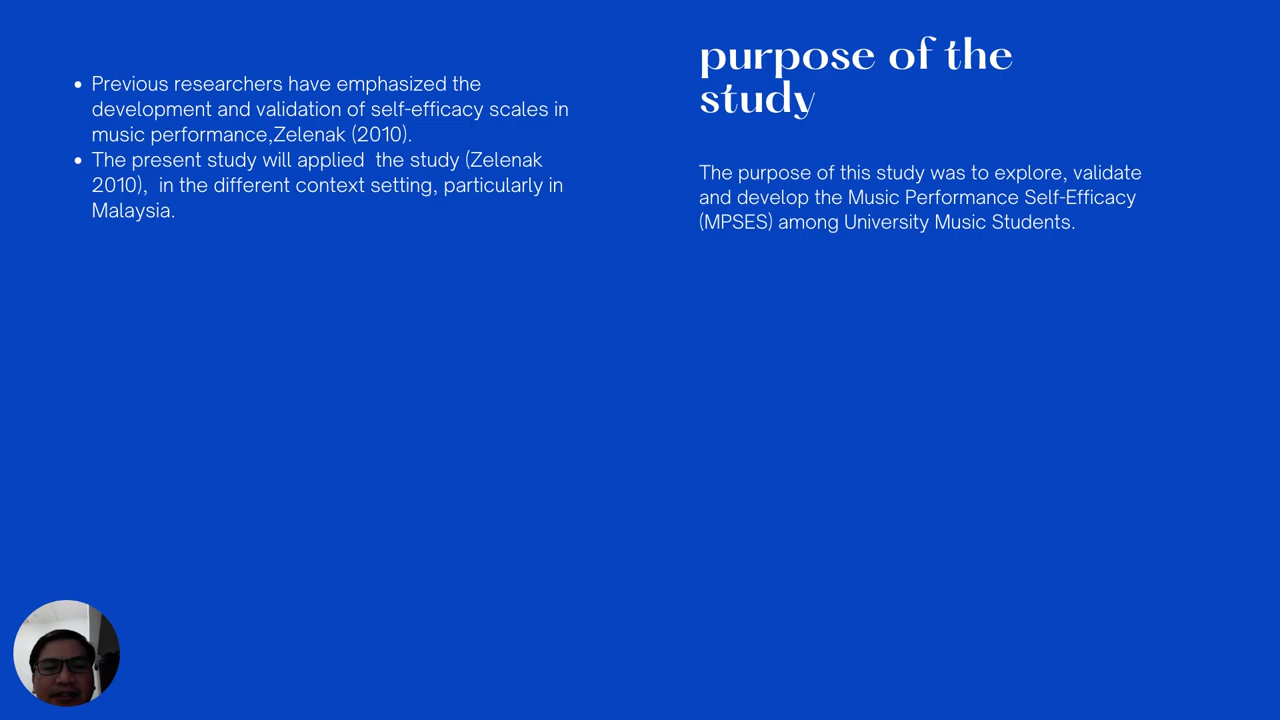 Previous researchers have emphasized the
development and validation of self-efficacy scales in
music performance,Zelenak (2010).
The present study will applied  the study (Zelenak
2010),  in the different context setting, particularly in
Malaysia.
purpose of the
study
The purpose of this study was to explore, validate
and develop the Music Performance Self-Efficacy
(MPSES) among University Music Students.